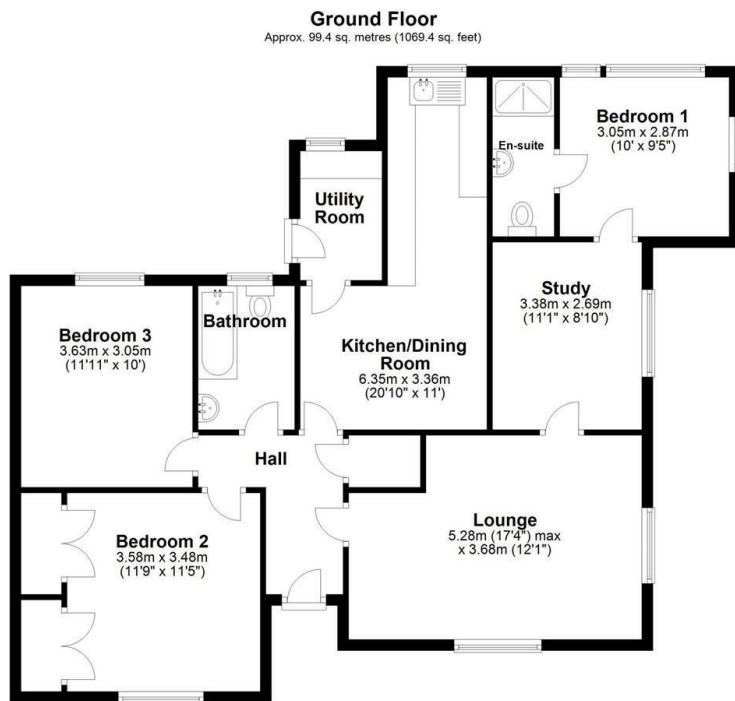 Ground Floor
Approx. 99.4 sq. metres (1069.4 sq. feet)
Bedroom 1
3.05m x 2.87m
(10' x 9'5")
En-suite
Utility
Room
Study
3.38m x 2.69m
(11'1" x 8'10")
Bedroom 3
3.63m x 3.05m
(11'11" x 10')
Bathroom
Kitchen/Dining
Room
6.35m x 3.36m
(20'10" x 11')
Hall
Bedroom 2
3.58m x 3.48m
(11'9" x 11'5")
Lounge
5.28m (17'4") max
x 3.68m (12'1")